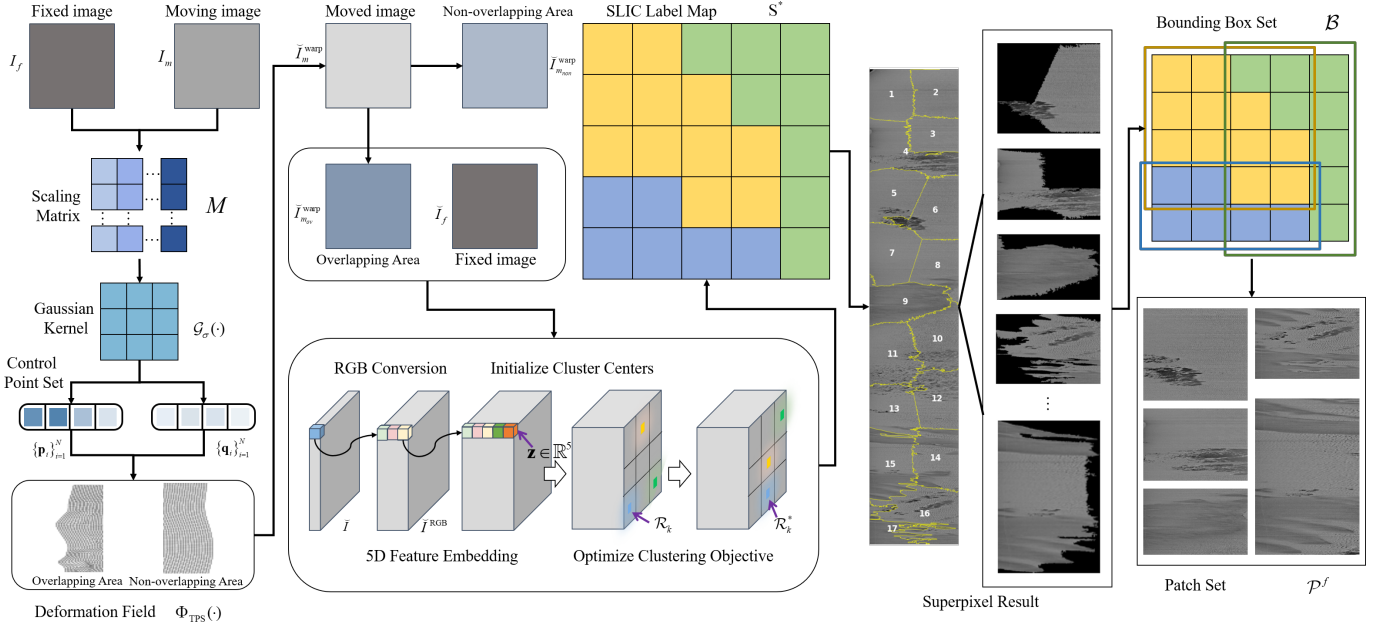 Fixed image
Moving image
I_f
I_m
Scaling
Matrix
M
Gaussian
Kernel
𝒢_σ(·)
Control
Point Set
{p_i}_{i=1}^N
{q_i}_{i=1}^N
Overlapping Area
Non-overlapping Area
Deformation Field Φ_TPS(·)
Moved image
Non-overlapping Area
Ĭ_m^warp
Ĭ_{m_non}^warp
Ĭ_{m_ov}^warp
Ĭ_f
Overlapping Area
Fixed image
RGB Conversion
Initialize Cluster Centers
z ∈ ℝ^5
Ĭ
Ĭ^RGB
ℛ_k
ℛ_k^*
5D Feature Embedding
Optimize Clustering Objective
SLIC Label Map
S^*
1
2
3
4
5
6
7
8
9
10
11
12
13
14
15
16
17
Superpixel Result
Bounding Box Set
ℬ
Patch Set
𝒫^f